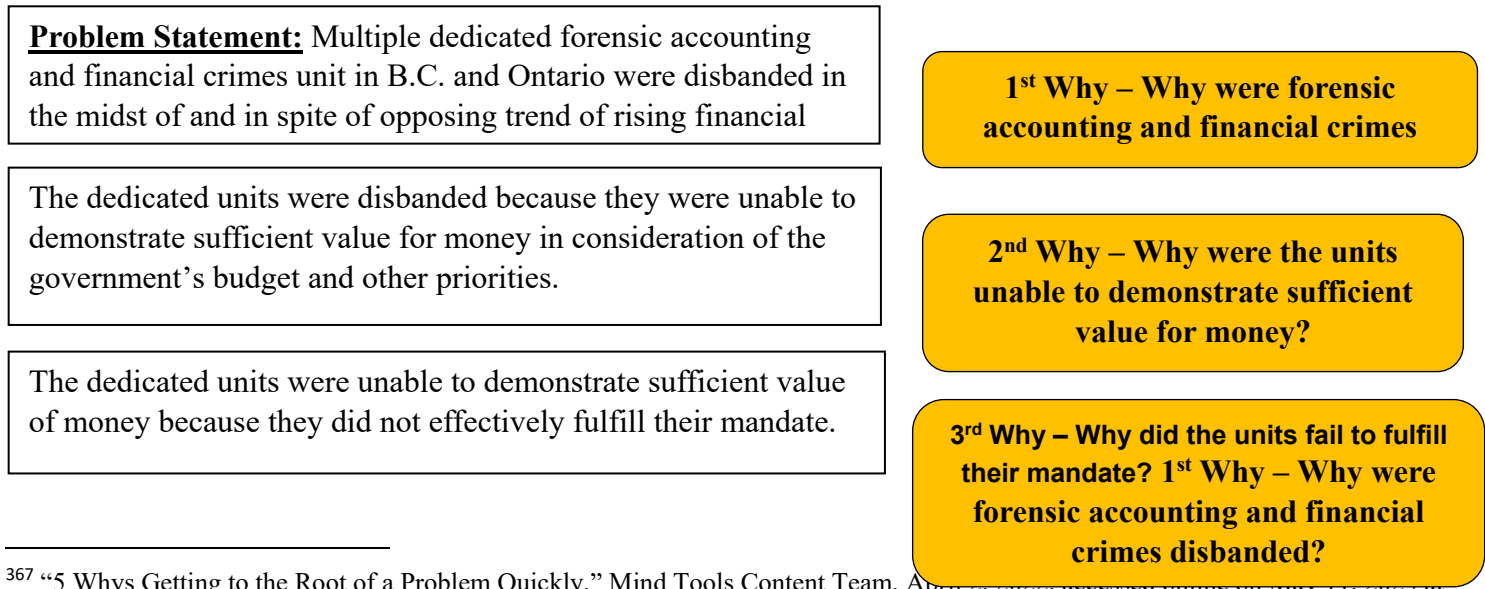 Problem Statement: Multiple dedicated forensic accounting
and financial crimes unit in B.C. and Ontario were disbanded in
the midst of and in spite of opposing trend of rising financial
1st Why – Why were forensic
accounting and financial crimes
The dedicated units were disbanded because they were unable to
demonstrate sufficient value for money in consideration of the
government’s budget and other priorities.
2nd Why – Why were the units
unable to demonstrate sufficient
value for money?
The dedicated units were unable to demonstrate sufficient value
of money because they did not effectively fulfill their mandate.
3rd Why – Why did the units fail to fulfill
their mandate? 1st Why – Why were
forensic accounting and financial
crimes disbanded?
367 “5 Whys Getting to the Root of a Problem Quickly,” Mind Tools Content Team,